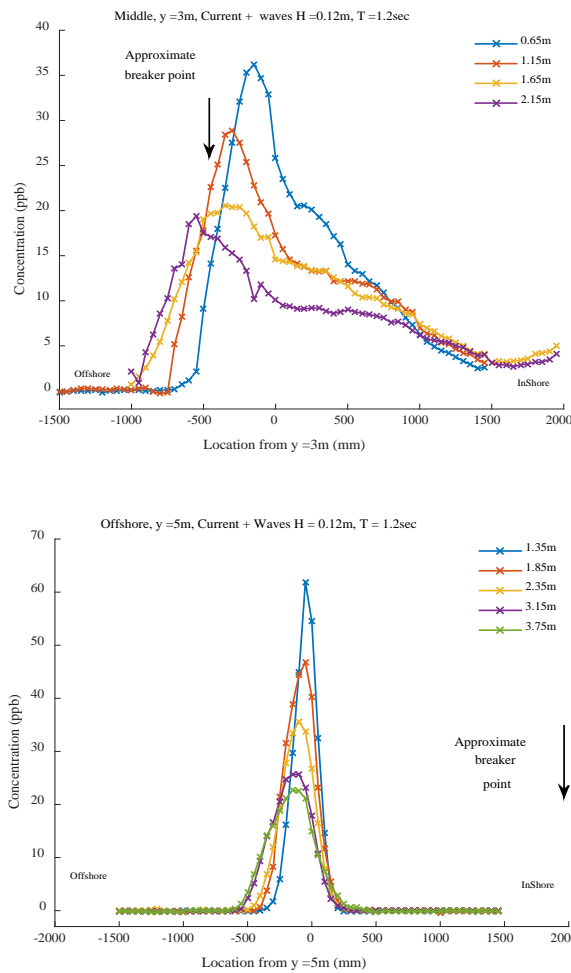 Middle, y =3m, Current + waves H =0.12m, T =1.2sec
40
35
30
25
20
15
10
5
0
Concentration (ppb)
Approximate
breaker point
0.65m
1.15m
1.65m
2.15m
Offshore
InShore
-1500 -1000 -500 0 500 1000 1500 2000
Location from y =3m (mm)
Offshore, y =5m, Current + Waves H = 0.12m, T = 1.2sec
70
60
50
40
30
20
10
0
Concentration (ppb)
1.35m
1.85m
2.35m
3.15m
3.75m
Approximate
breaker
point
Offshore
InShore
-2000 -1500 -1000 -500 0 500 1000 1500 200
Location from y =5m (mm)